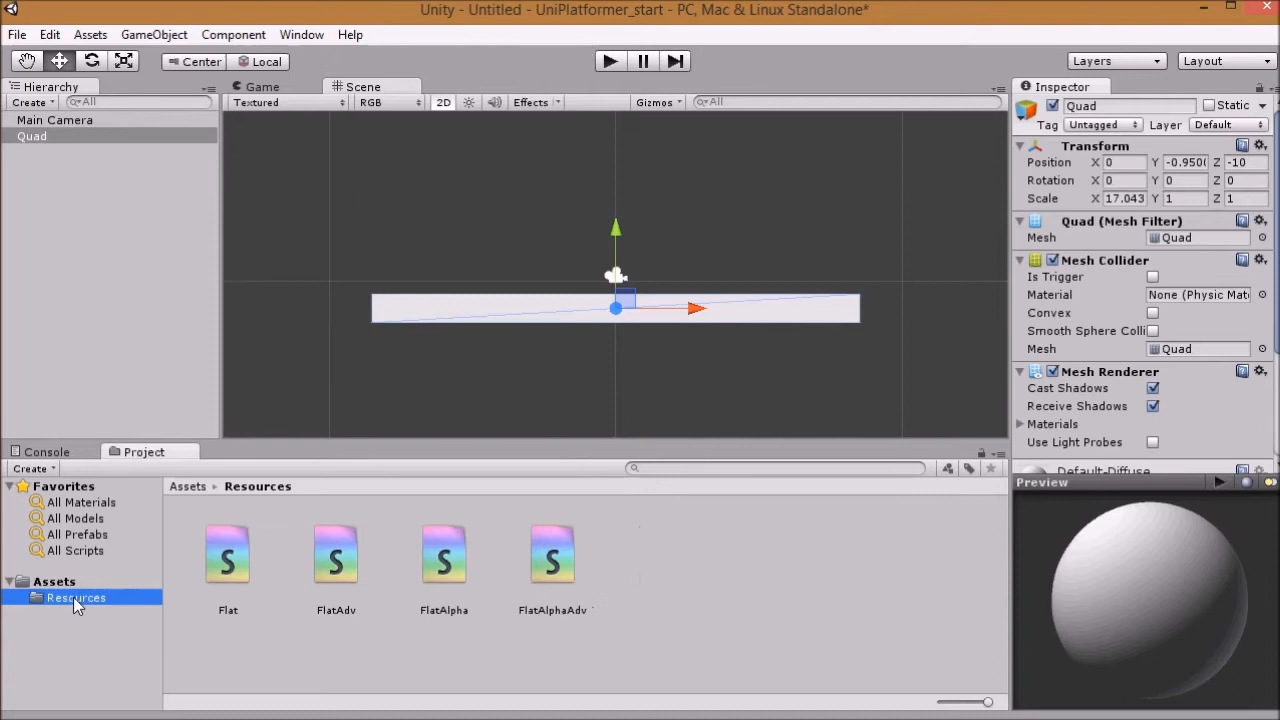 Unity - Untitled - UniPlatformer_start - PC, Mac & Linux Standalone*
File Edit Assets GameObject Component Window Help
Center Local Layers Layout
Hierarchy
Create All
Main Camera
Quad
Game Scene
Textured RGB 2D Effects Gizmos All
Inspector
Quad Static
Tag Untagged Layer Default
Transform
Position X 0 Y -0.950( Z -10
Rotation X 0 Y 0 Z 0
Scale X 17.043 Y 1 Z 1
Quad (Mesh Filter)
Mesh Quad
Mesh Collider
Is Trigger
Material None (Physic Mat
Convex
Smooth Sphere Colli
Mesh Quad
Mesh Renderer
Cast Shadows
Receive Shadows
Materials
Use Light Probes
Default-Diffuse
Preview
Console Project
Create
Favorites
All Materials
All Models
All Prefabs
All Scripts
Assets
Resources
Assets Resources
S S S S
Flat FlatAdv FlatAlpha FlatAlphaAdv